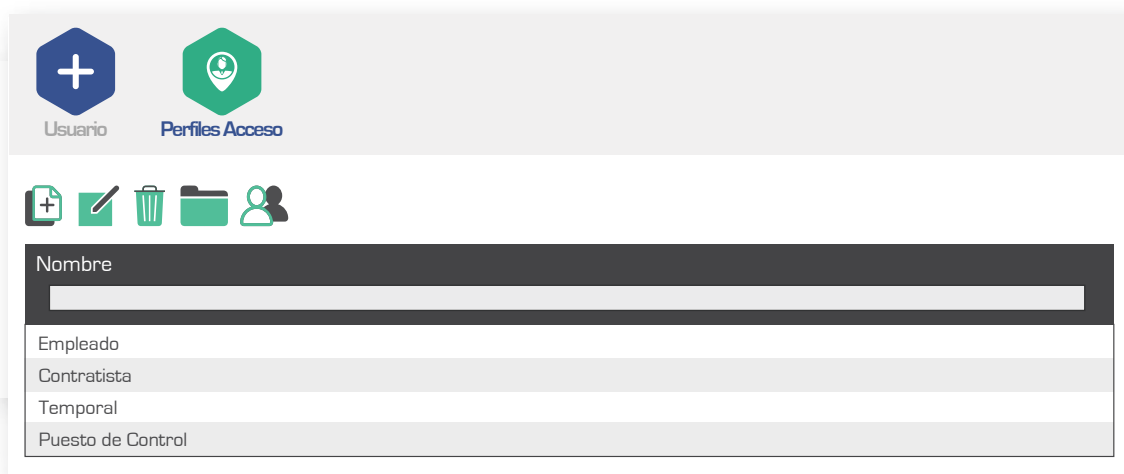 Usuario
Perfiles Acceso
Nombre
Empleado
Contratista
Temporal
Puesto de Control